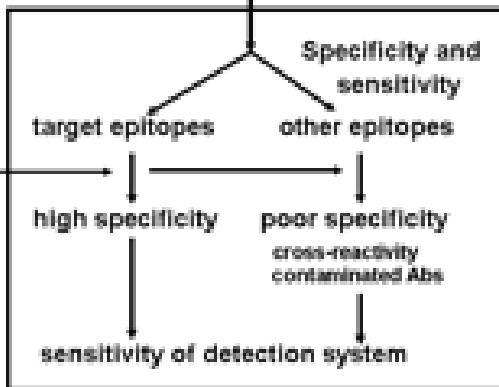 Specificity and
sensitivity
target epitopes
other epitopes
high specificity
poor specificity
cross-reactivity
contaminated Abs
sensitivity of detection system